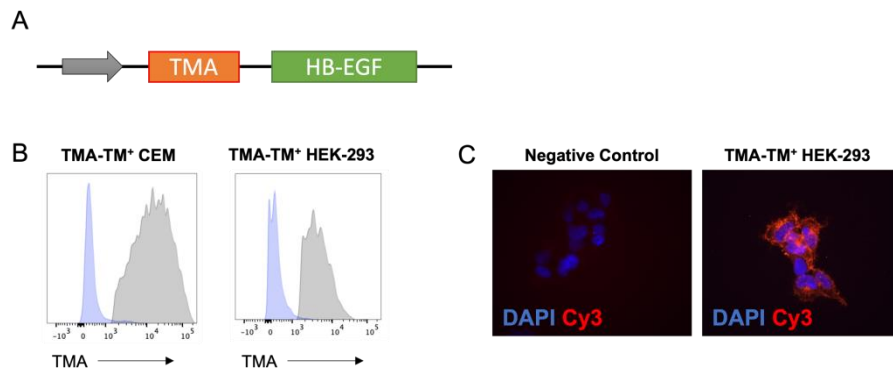 A
TMA HB-EGF
B
TMA-TM⁺ CEM TMA-TM⁺ HEK-293
-10³ 0 10³ 10⁴ 10⁵ -10³ 0 10³ 10⁴ 10⁵
TMA TMA
C
Negative Control TMA-TM⁺ HEK-293
DAPI Cy3 DAPI Cy3